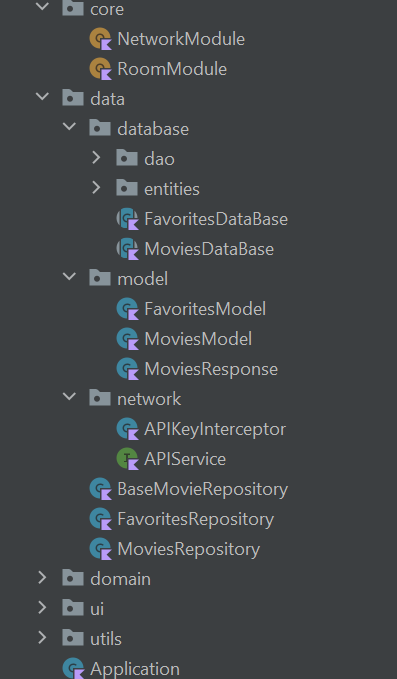 core
NetworkModule
RoomModule
data
database
dao
entities
FavoritesDataBase
MoviesDataBase
model
FavoritesModel
MoviesModel
MoviesResponse
network
APIKeyInterceptor
APIService
BaseMovieRepository
FavoritesRepository
MoviesRepository
domain
ui
utils
Application